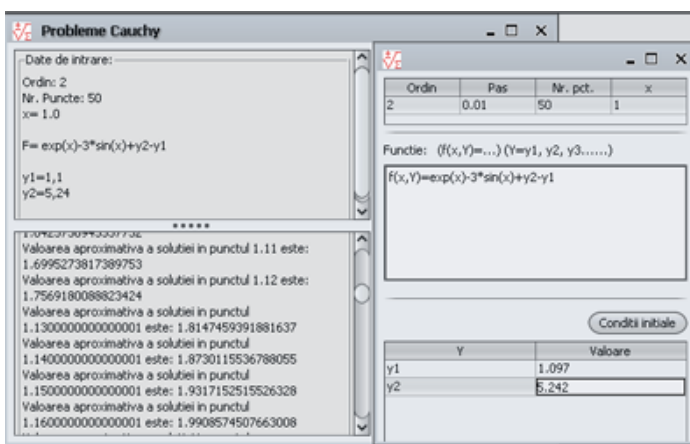 Probleme Cauchy
Date de intrare:
Ordin: 2
Nr. Puncte: 50
x= 1.0
F= exp(x)-3*sin(x)+y2-y1
y1=1,1
y2=5,24
Valoarea aproximativa a solutiei in punctul 1.11 este:
1.6995273817389753
Valoarea aproximativa a solutiei in punctul 1.12 este:
1.7569180088823424
Valoarea aproximativa a solutiei in punctul
1.1300000000000001 este: 1.8147459391881637
Valoarea aproximativa a solutiei in punctul
1.1400000000000001 este: 1.8730115536788055
Valoarea aproximativa a solutiei in punctul
1.1500000000000001 este: 1.9317152515526328
Valoarea aproximativa a solutiei in punctul
1.1600000000000001 este: 1.9908574507663008
Ordin Pas Nr. pct. x
2 0.01 50 1
Functie: (f(x,Y)=...) (Y=y1, y2, y3......)
f(x,Y)=exp(x)-3*sin(x)+y2-y1
Conditii initiale
Y Valoare
y1 1.097
y2 5.242